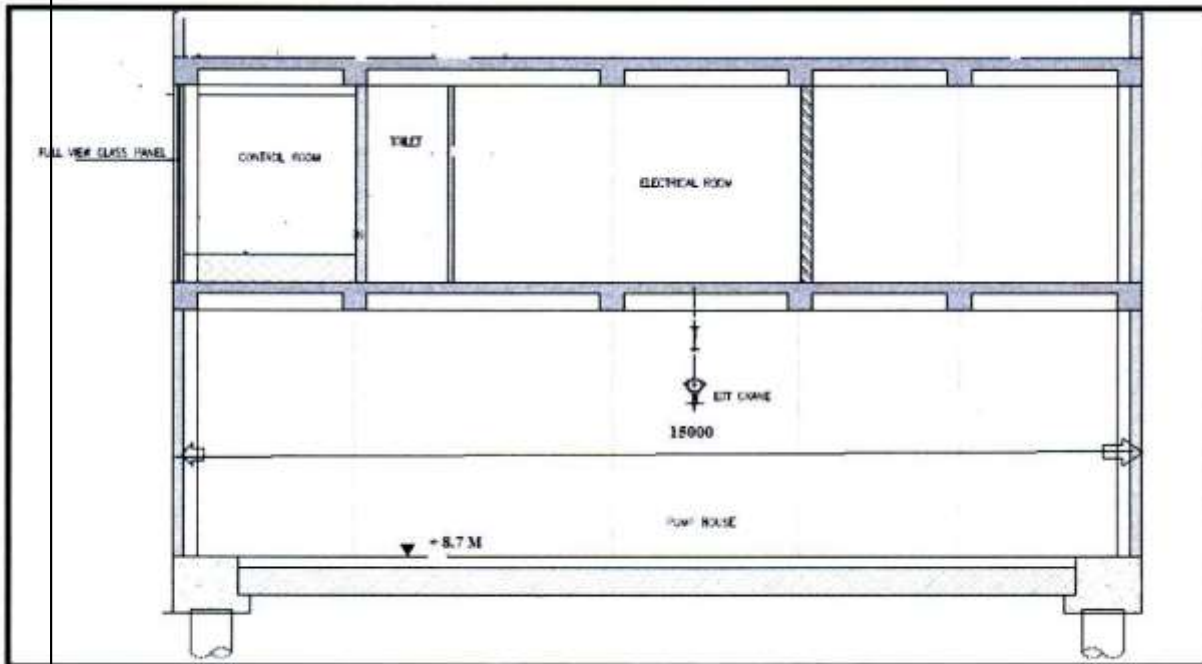 FULL VIEW GLASS PANEL
CONTROL ROOM
TOILET
ELECTRICAL ROOM
EOT CRANE
15000
PUMP HOUSE
+ 8.7 M